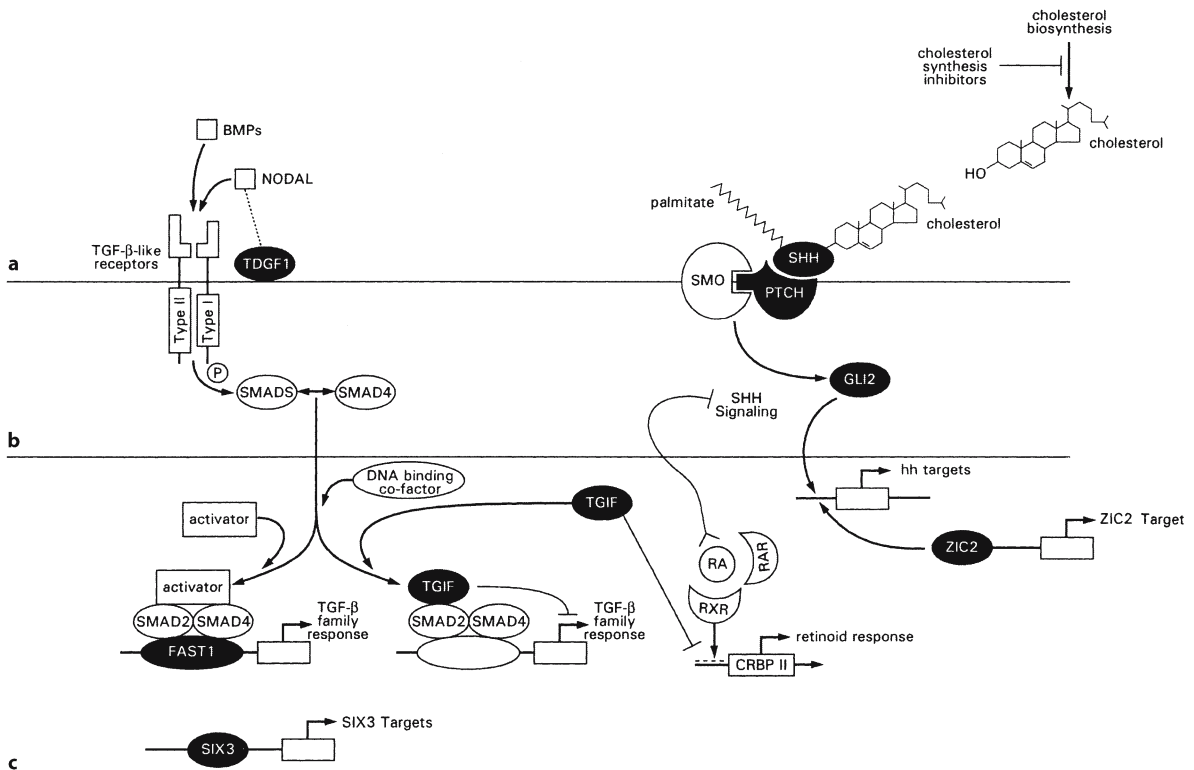 cholesterol
biosynthesis
cholesterol
synthesis
inhibitors
cholesterol
HO
BMPs
NODAL
palmitate
cholesterol
TGF-β-like
receptors
TDGF1
SHH
SMO
PTCH
a
Type II
Type I
P
SMADS
SMAD4
GLI2
SHH
Signaling
b
DNA binding
co-factor
hh targets
activator
TGIF
ZIC2 Target
ZIC2
RA
RAR
activator
TGIF
RXR
SMAD2
SMAD4
TGF-β
family
response
SMAD2
SMAD4
TGF-β
family
response
retinoid response
FAST1
CRBP II
SIX3 Targets
SIX3
c